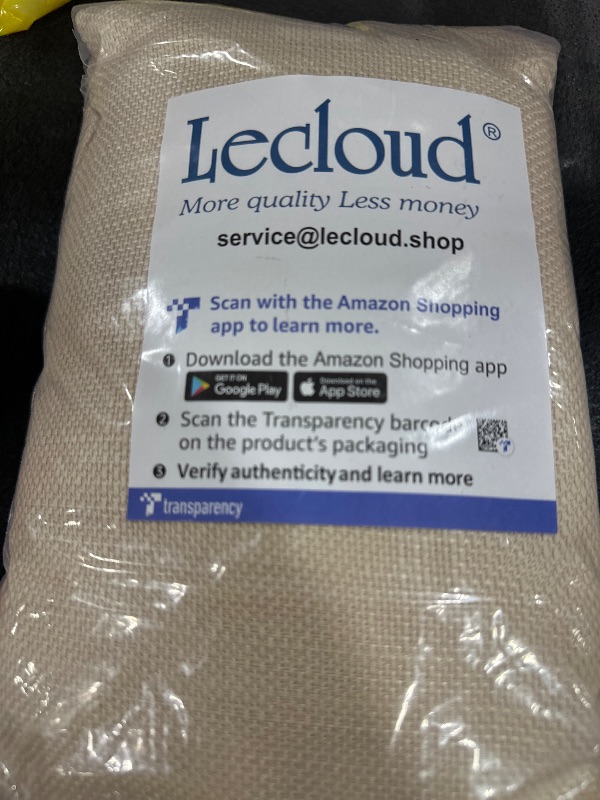 Lecloud®
More quality Less money
service@lecloud.shop
Scan with the Amazon Shopping
app to learn more.
❶ Download the Amazon Shopping app
GET IT ON
Google Play
Download on the
App Store
❷ Scan the Transparency barcode
on the product's packaging
❸ Verify authenticity and learn more
transparency